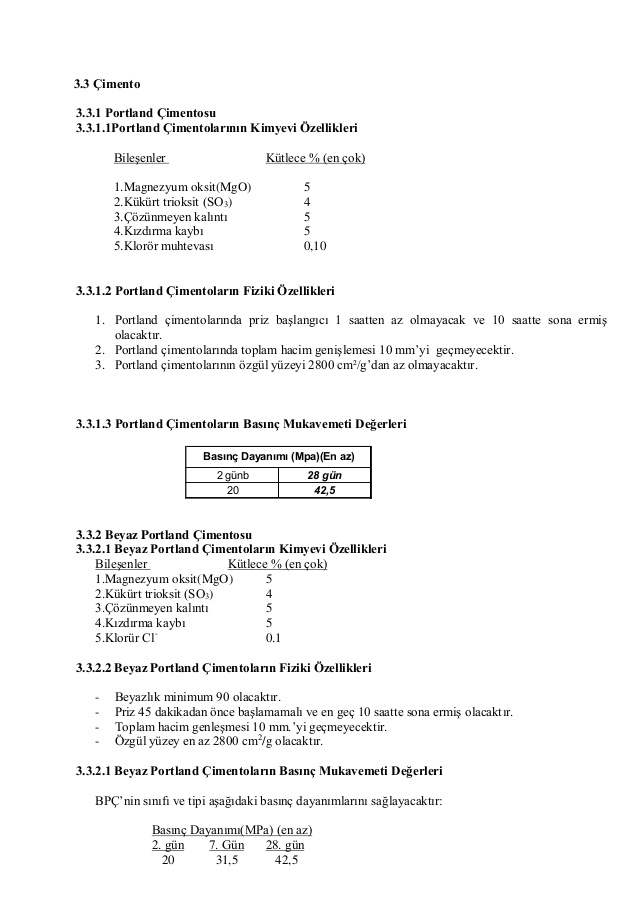 3.3 Çimento
3.3.1 Portland Çimentosu
3.3.1.1Portland Çimentolarının Kimyevi Özellikleri
Bileşenler Kütlece % (en çok)
1.Magnezyum oksit(MgO) 5
2.Kükürt trioksit (SO₃) 4
3.Çözünmeyen kalıntı 5
4.Kızdırma kaybı 5
5.Klorör muhtevası 0,10
3.3.1.2 Portland Çimentoların Fiziki Özellikleri
1. Portland çimentolarında priz başlangıcı 1 saatten az olmayacak ve 10 saatte sona ermiş
olacaktır.
2. Portland çimentolarında toplam hacim genişlemesi 10 mm’yi geçmeyecektir.
3. Portland çimentolarının özgül yüzeyi 2800 cm²/g’dan az olmayacaktır.
3.3.1.3 Portland Çimentoların Basınç Mukavemeti Değerleri
Basınç Dayanımı (Mpa)(En az)
2 günb 28 gün
20 42,5
3.3.2 Beyaz Portland Çimentosu
3.3.2.1 Beyaz Portland Çimentoların Kimyevi Özellikleri
Bileşenler Kütlece % (en çok)
1.Magnezyum oksit(MgO) 5
2.Kükürt trioksit (SO₃) 4
3.Çözünmeyen kalıntı 5
4.Kızdırma kaybı 5
5.Klorür Cl⁻ 0.1
3.3.2.2 Beyaz Portland Çimentoların Fiziki Özellikleri
- Beyazlık minimum 90 olacaktır.
- Priz 45 dakikadan önce başlamamalı ve en geç 10 saatte sona ermiş olacaktır.
- Toplam hacim genleşmesi 10 mm.’yi geçmeyecektir.
- Özgül yüzey en az 2800 cm²/g olacaktır.
3.3.2.1 Beyaz Portland Çimentoların Basınç Mukavemeti Değerleri
BPÇ’nin sınıfı ve tipi aşağıdaki basınç dayanımlarını sağlayacaktır:
Basınç Dayanımı(MPa) (en az)
2. gün 7. Gün 28. gün
20 31,5 42,5